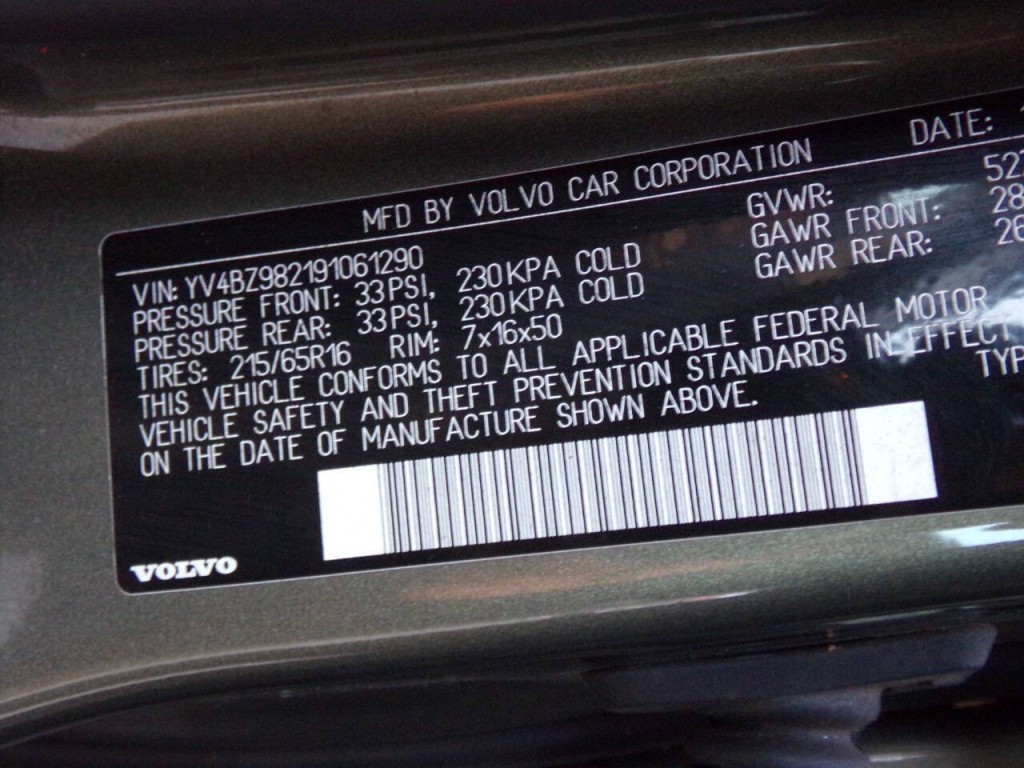 MFD BY VOLVO CAR CORPORATION DATE:
VIN: YV4BZ982191061290 GVWR:
PRESSURE FRONT: 33PSI, 230KPA COLD GAWR FRONT:
PRESSURE REAR: 33PSI, 230KPA COLD GAWR REAR:
TIRES: 215/65R16 RIM: 7x16x50
THIS VEHICLE CONFORMS TO ALL APPLICABLE FEDERAL MOTOR
VEHICLE SAFETY AND THEFT PREVENTION STANDARDS IN EFFECT
ON THE DATE OF MANUFACTURE SHOWN ABOVE.
VOLVO